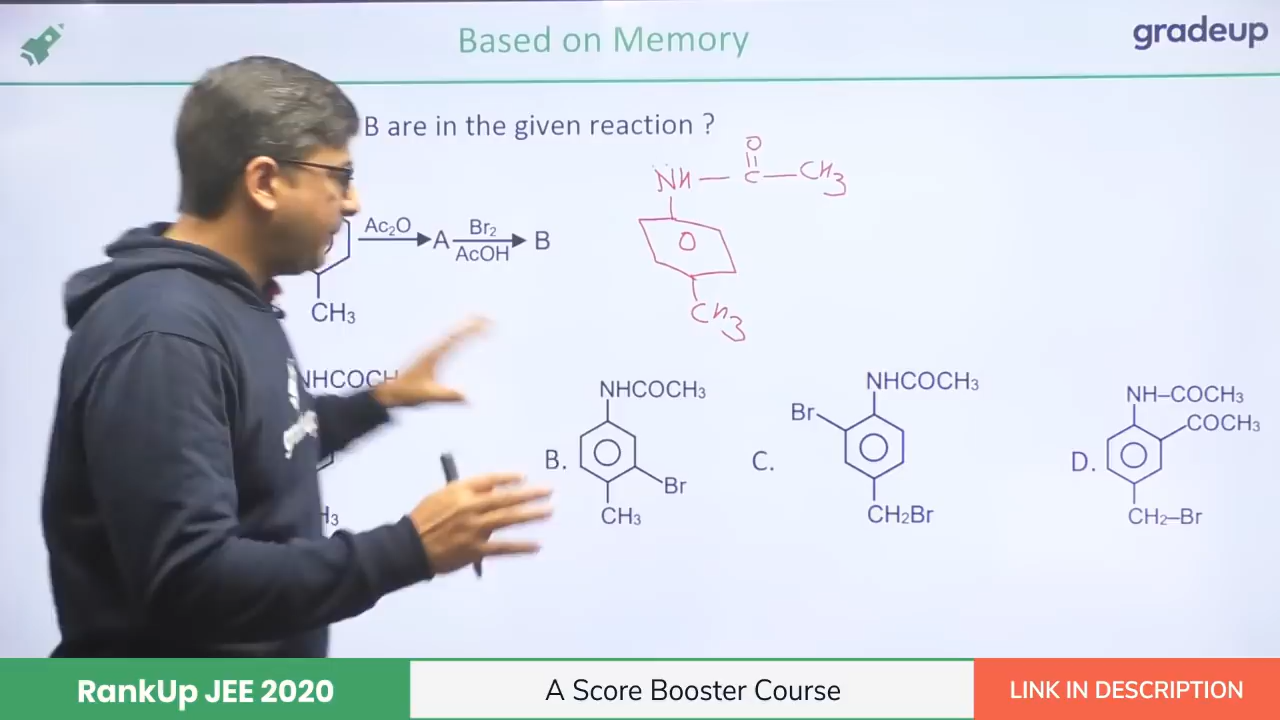 Based on Memory
gradeup
B are in the given reaction ?
O
NH — C — CH3
Ac2O
A
Br2
AcOH
B
CH3
CH3
NHCOCH
B.
NHCOCH3
Br
CH3
C.
NHCOCH3
Br
CH2Br
D.
NH–COCH3
COCH3
CH2–Br
RankUp JEE 2020
A Score Booster Course
LINK IN DESCRIPTION